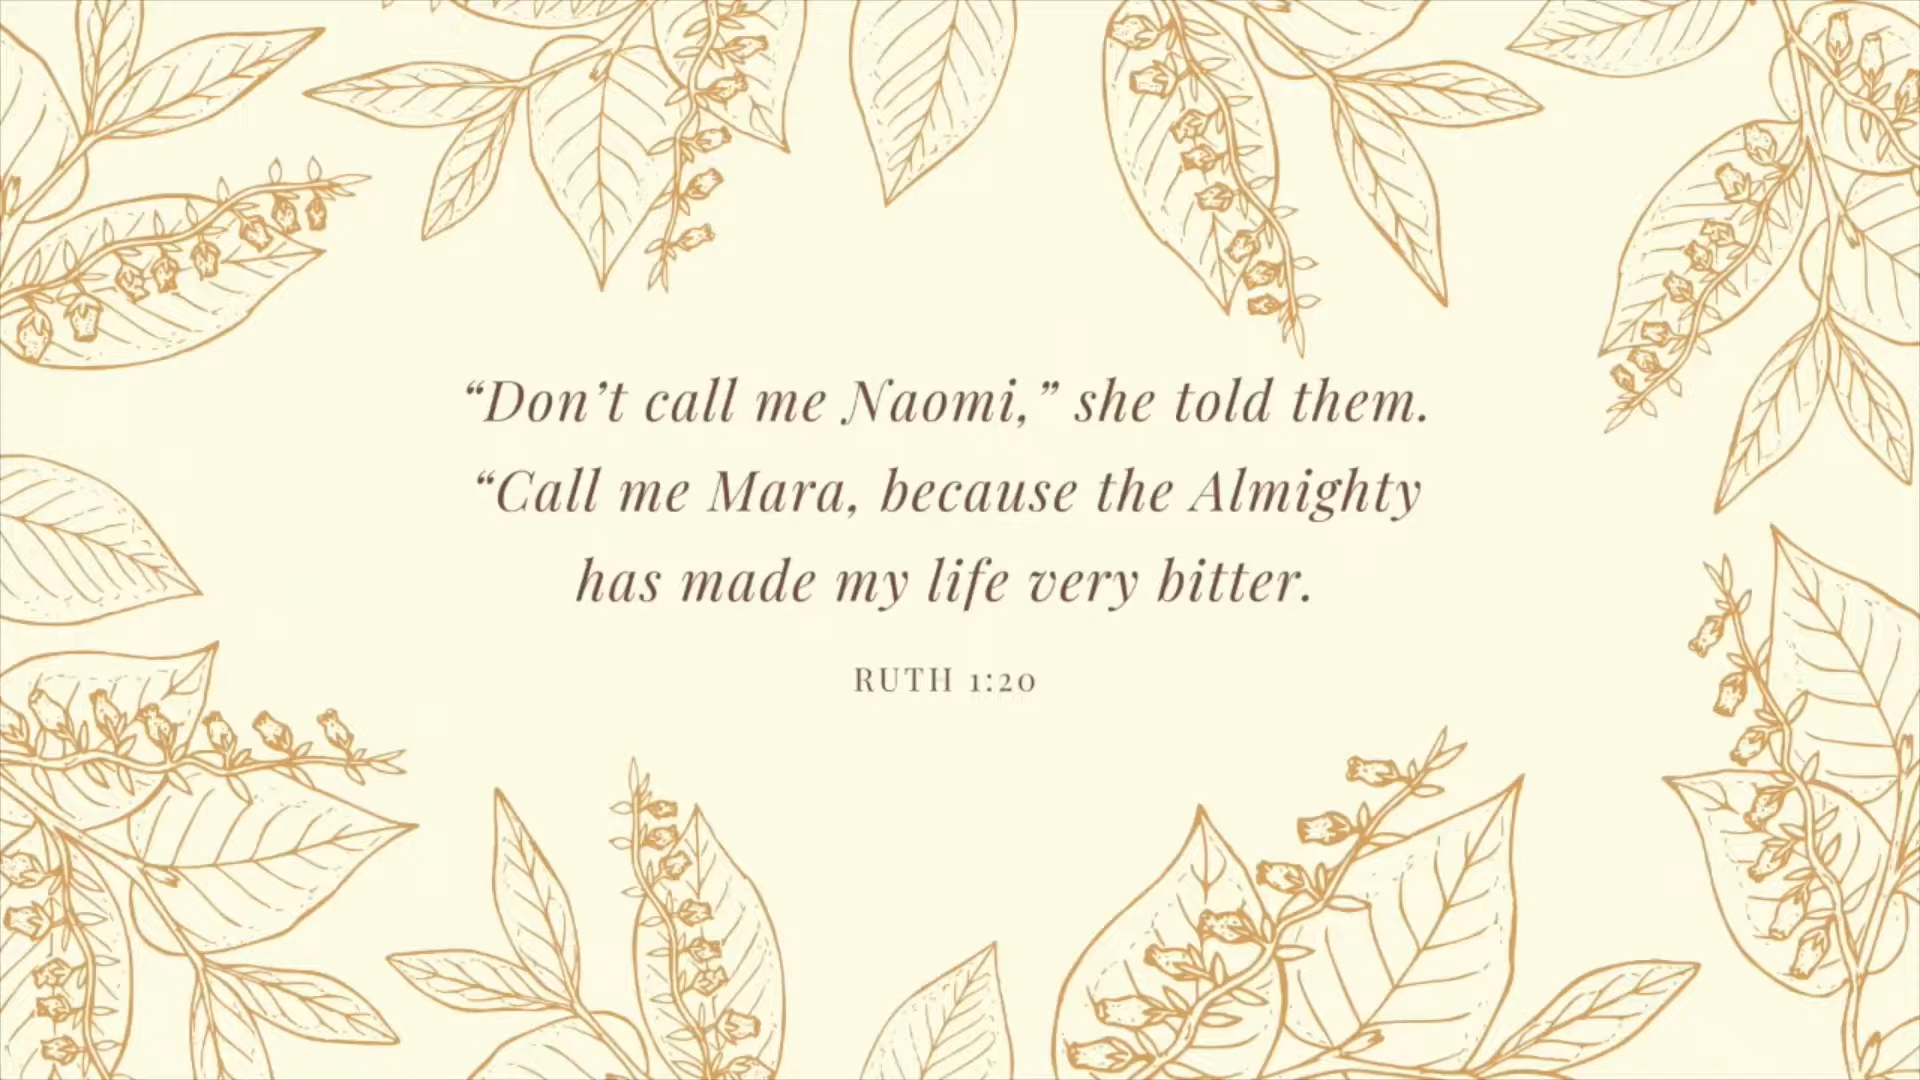 “Don’t call me Naomi,” she told them.
“Call me Mara, because the Almighty
has made my life very bitter.
RUTH 1:20